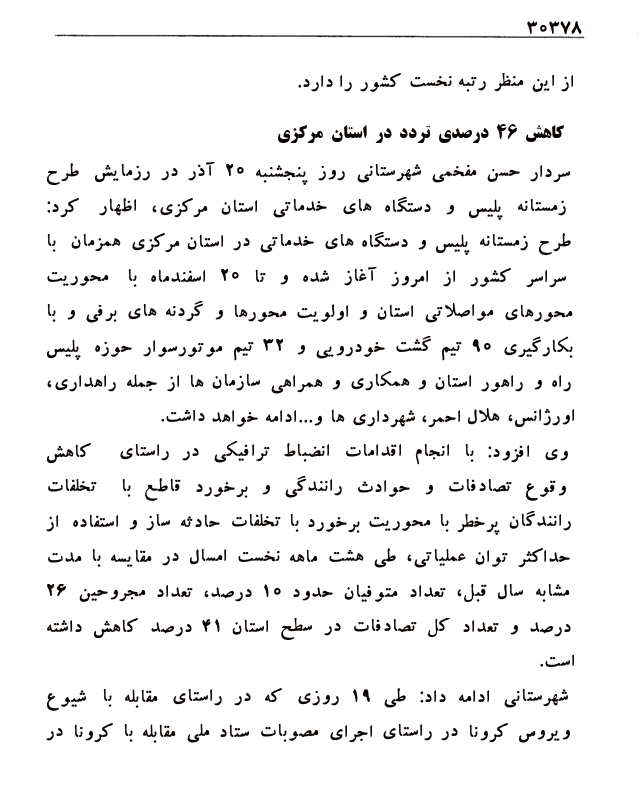 ۳۰۳۷۸
از این منظر رتبه نخست کشور را دارد.
کاهش ۴۶ درصدی تردد در استان مرکزی
سردار حسن مفخمی شهرستانی روز پنجشنبه ۲۰ آذر در رزمایش طرح
زمستانه پلیس و دستگاه های خدماتی استان مرکزی، اظهار کرد:
طرح زمستانه پلیس و دستگاه های خدماتی در استان مرکزی همزمان با
سراسر کشور از امروز آغاز شده و تا ۲۰ اسفندماه با محوریت
محورهای مواصلاتی استان و اولویت محورها و گردنه های برفی و با
بکارگیری ۹۰ تیم گشت خودرویی و ۳۲ تیم موتورسوار حوزه پلیس
راه و راهور استان و همکاری و همراهی سازمان ها از جمله راهداری،
اورژانس، هلال احمر، شهرداری ها و...ادامه خواهد داشت.
وی افزود: با انجام اقدامات انضباط ترافیکی در راستای کاهش
وقوع تصادفات و حوادث رانندگی و برخورد قاطع با تخلفات
رانندگان پرخطر با محوریت برخورد با تخلفات حادثه ساز و استفاده از
حداکثر توان عملیاتی، طی هشت ماهه نخست امسال در مقایسه با مدت
مشابه سال قبل، تعداد متوفیان حدود ۱۰ درصد، تعداد مجروحین ۲۶
درصد و تعداد کل تصادفات در سطح استان ۴۱ درصد کاهش داشته
است.
شهرستانی ادامه داد: طی ۱۹ روزی که در راستای مقابله با شیوع
ویروس کرونا در راستای اجرای مصوبات ستاد ملی مقابله با کرونا در